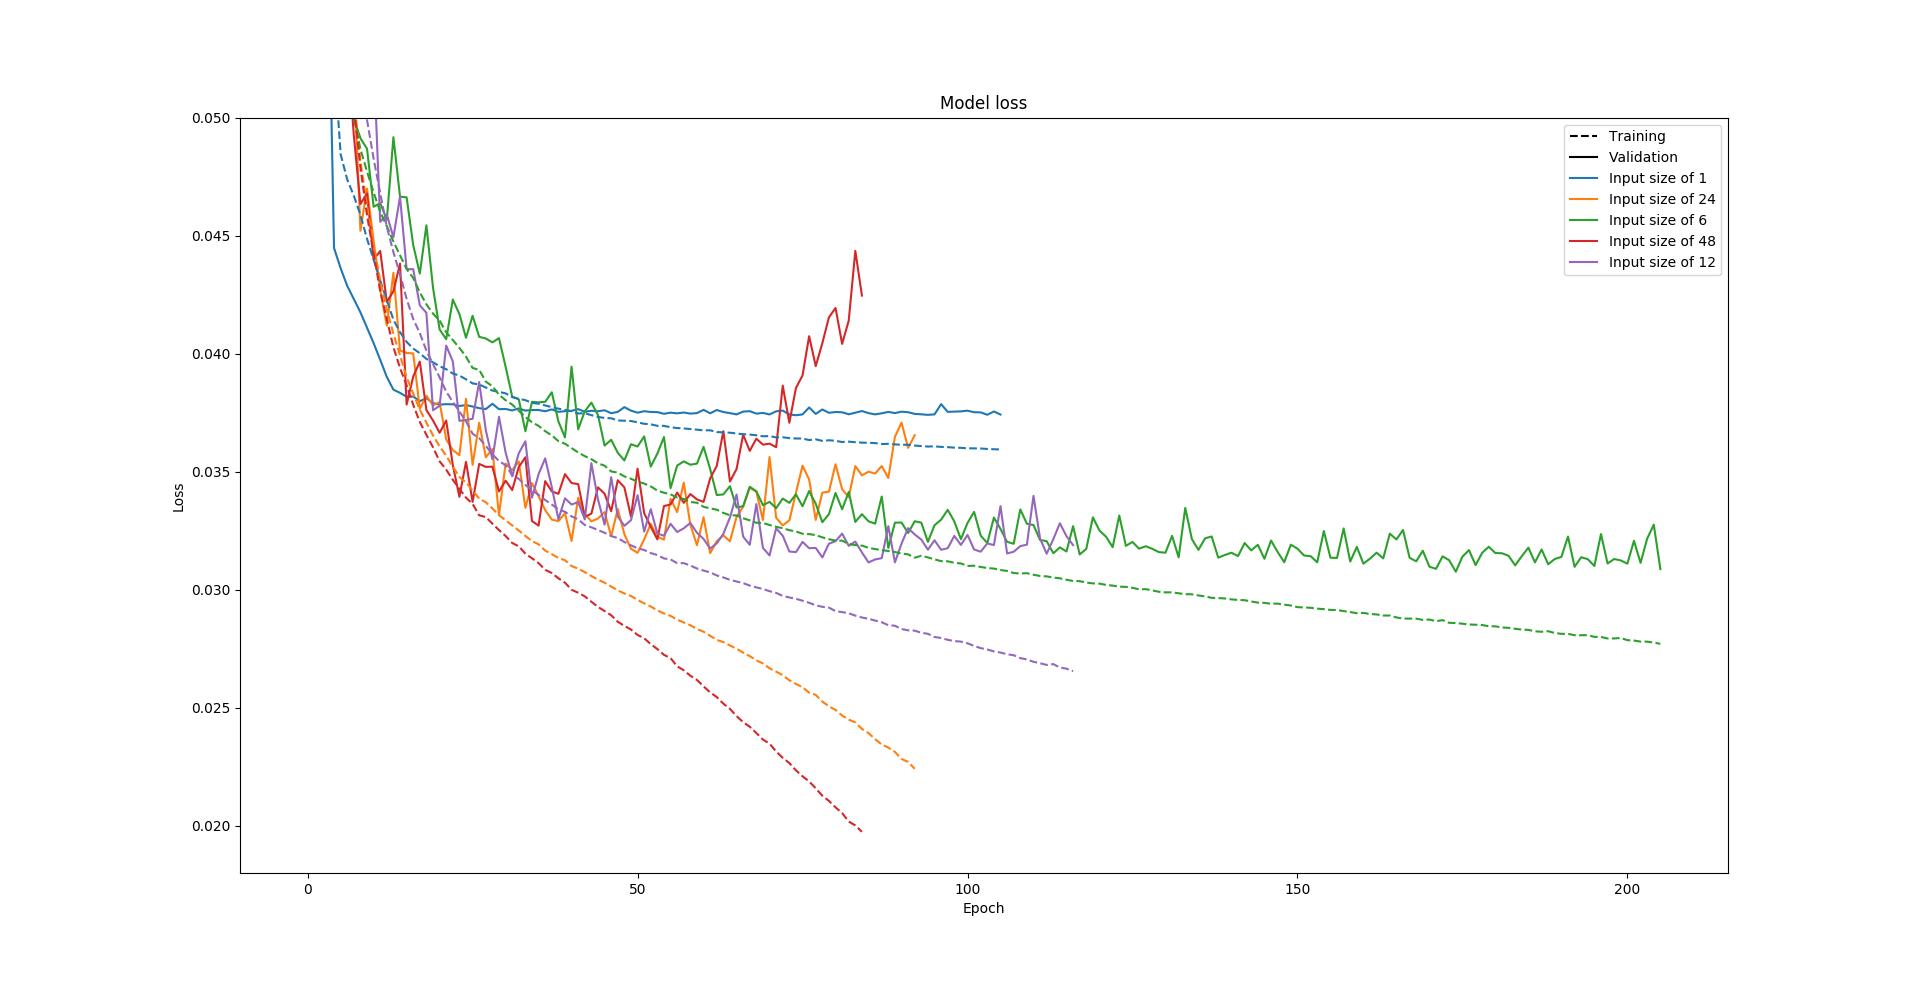 Model loss
0.050
0.045
0.040
0.035
0.030
0.025
0.020
Loss
0
50
100
150
200
Epoch
Training
Validation
Input size of 1
Input size of 24
Input size of 6
Input size of 48
Input size of 12